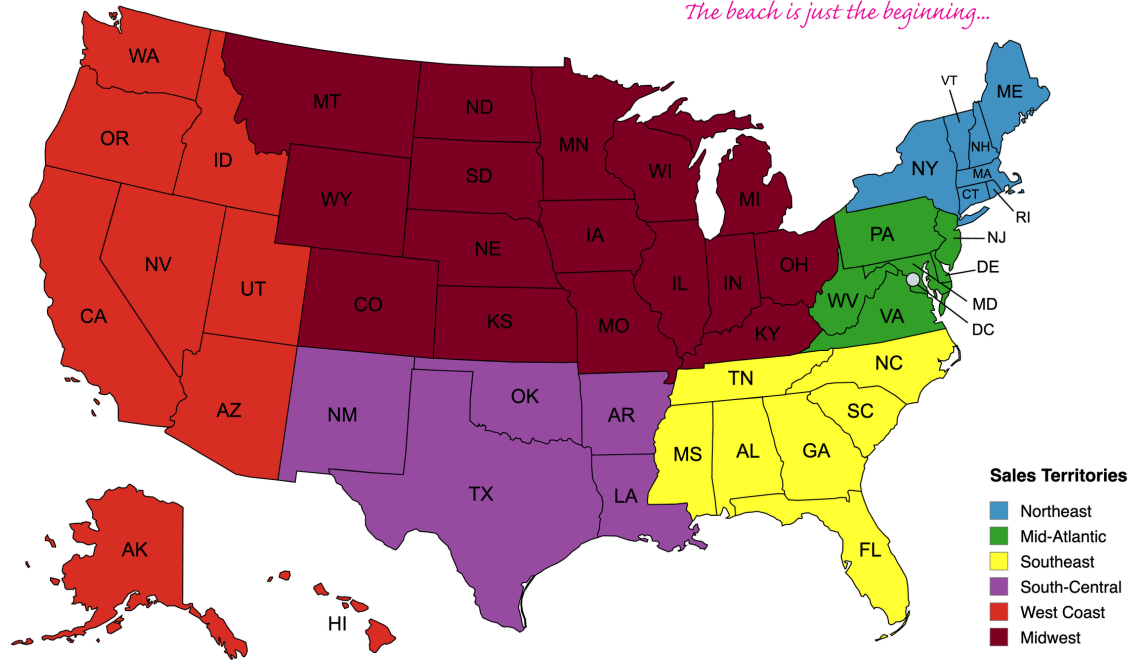 The beach is just the beginning...
WA
MT
ND
MN
VT
ME
OR
ID
SD
WI
NH
NY
MA
WY
MI
CT
RI
IA
PA
NJ
NE
NV
OH
DE
UT
CO
IL
IN
WV
MD
CA
KS
MO
KY
VA
DC
TN
NC
AZ
NM
OK
AR
SC
MS
AL
GA
TX
LA
AK
FL
HI
Sales Territories
Northeast
Mid-Atlantic
Southeast
South-Central
West Coast
Midwest